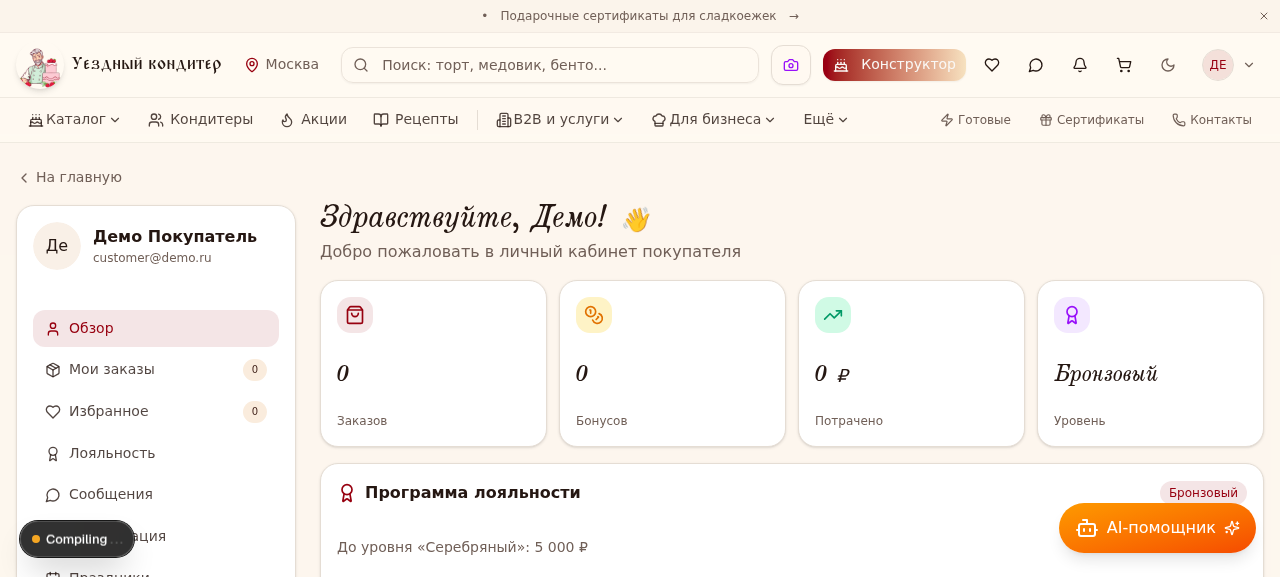 • Подарочные сертификаты для сладкоежек →
Уездный кондитер
Москва
Поиск: торт, медовик, бенто...
Конструктор
ДЕ
Каталог
Кондитеры
Акции
Рецепты
B2B и услуги
Для бизнеса
Ещё
Готовые
Сертификаты
Контакты
На главную
Де
Демо Покупатель
customer@demo.ru
Обзор
Мои заказы 0
Избранное 0
Лояльность
Сообщения
Compiling ...
Праздники
Здравствуйте, Демо! 👋
Добро пожаловать в личный кабинет покупателя
0
Заказов
0
Бонусов
0 ₽
Потрачено
Бронзовый
Уровень
Программа лояльности
Бронзовый
До уровня «Серебряный»: 5 000 ₽
AI-помощник